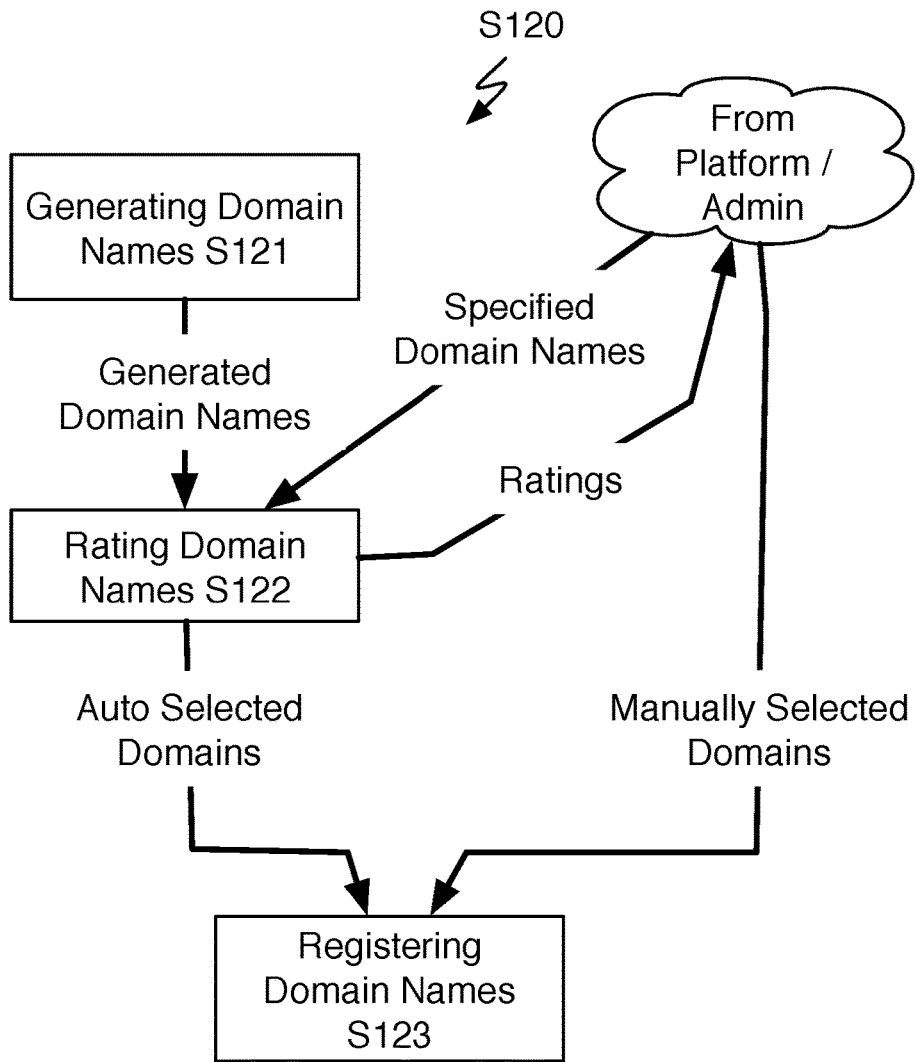 S120
From
Platform /
Admin
Generating Domain
Names S121
Specified
Domain Names
Generated
Domain Names
Ratings
Rating Domain
Names S122
Auto Selected
Domains
Manually Selected
Domains
Registering
Domain Names
S123